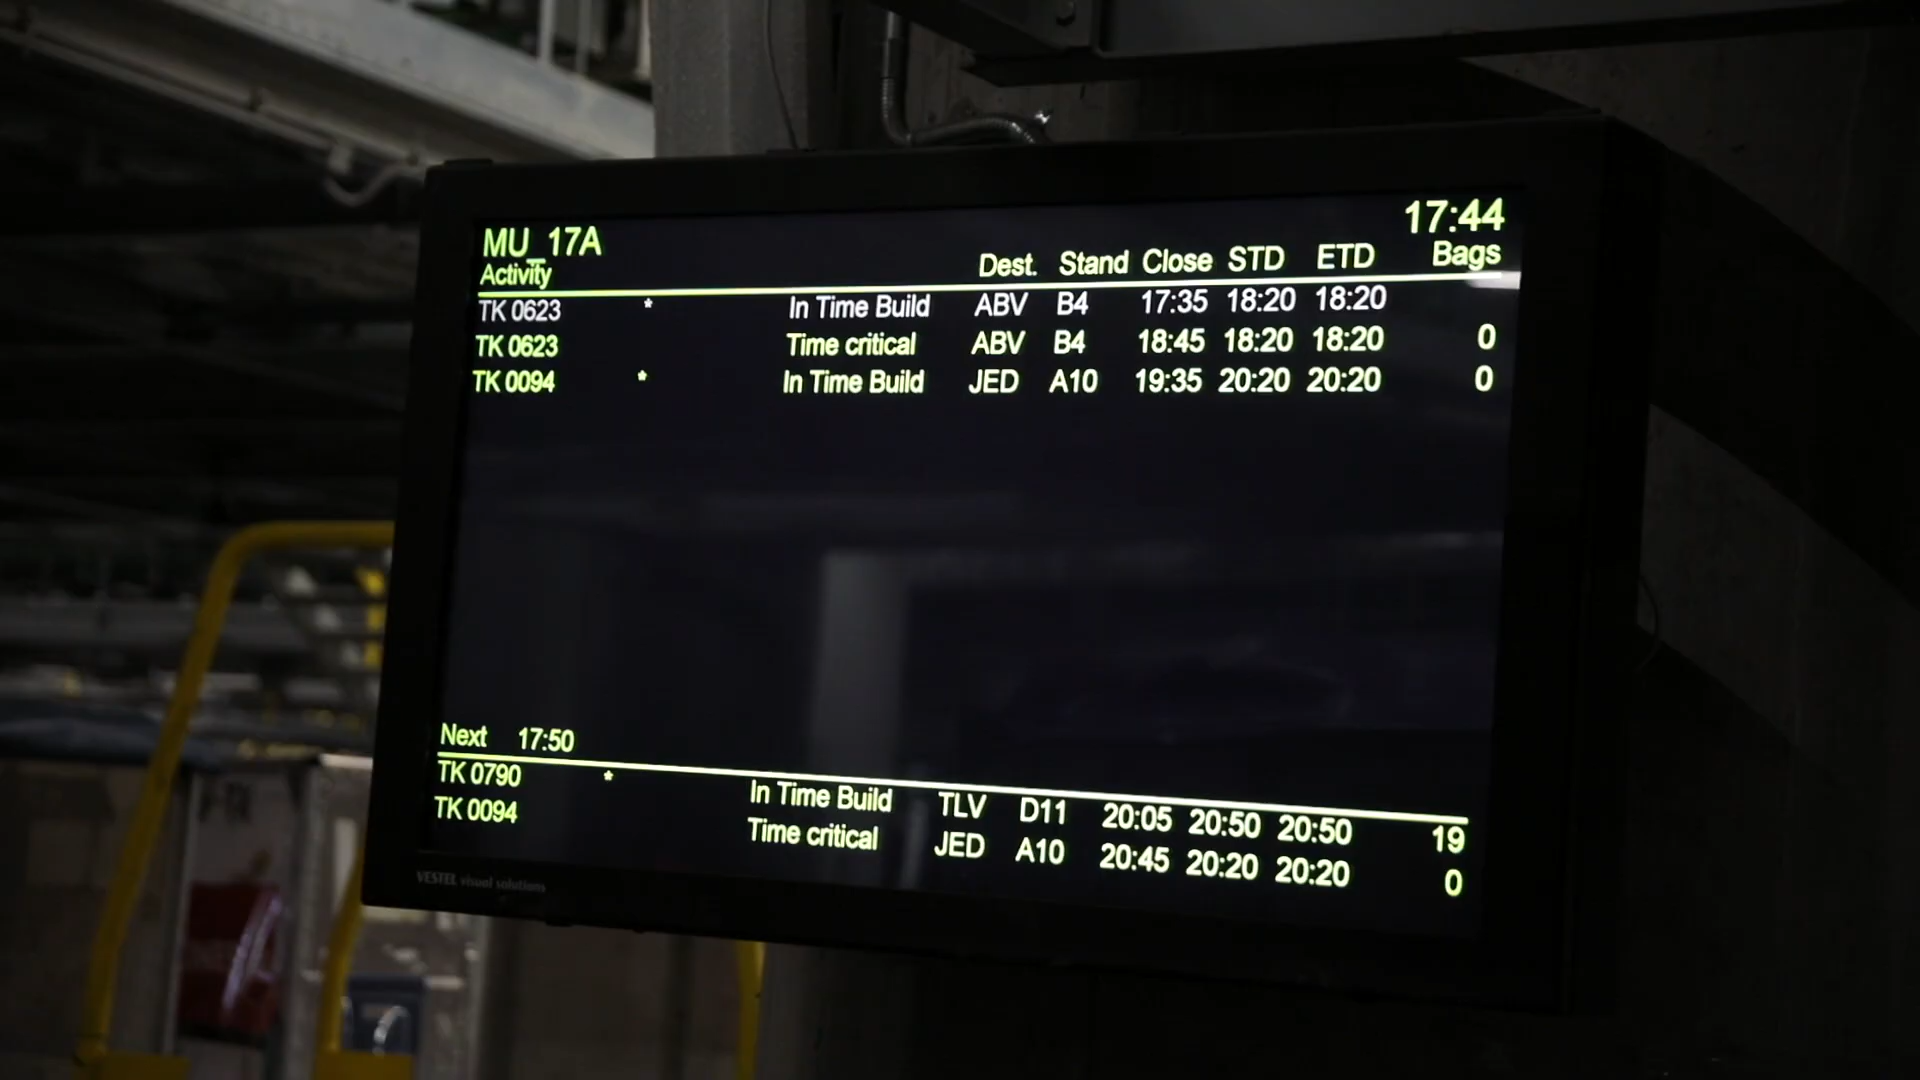 17:44
MU_17A
Activity Dest. Stand Close STD ETD Bags
TK 0623 * In Time Build ABV B4 17:35 18:20 18:20
TK 0623 Time critical ABV B4 18:45 18:20 18:20 0
TK 0094 * In Time Build JED A10 19:35 20:20 20:20 0
Next 17:50
TK 0790 * In Time Build TLV D11 20:05 20:50 20:50 19
TK 0094 Time critical JED A10 20:45 20:20 20:20 0
VESTEL visual solutions